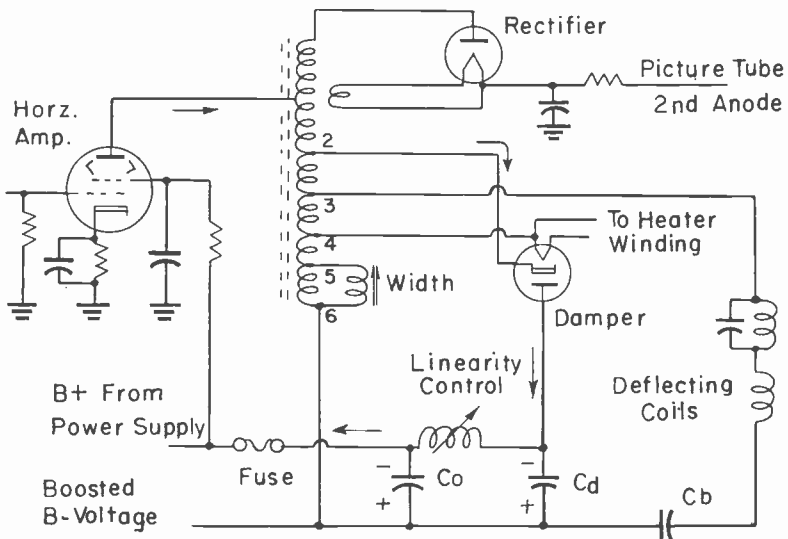 Rectifier
Picture Tube
2nd Anode
Horz.
Amp.
2
3
To Heater
Winding
4
5
Width
6
Damper
Linearity
Control
Deflecting
Coils
B+ From
Power Supply
Fuse
−
Co
+
−
Cd
+
Cb
Boosted
B-Voltage